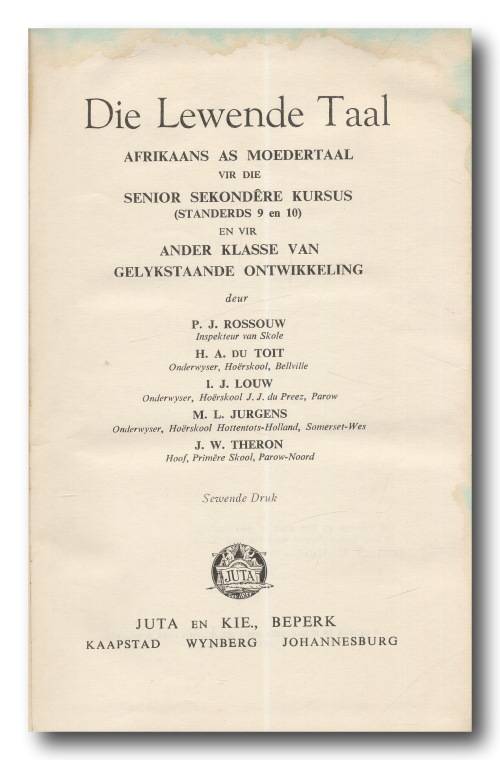 Die Lewende Taal
AFRIKAANS AS MOEDERTAAL
VIR DIE
SENIOR SEKONDÊRE KURSUS
(STANDERDS 9 en 10)
EN VIR
ANDER KLASSE VAN
GELYKSTAANDE ONTWIKKELING
deur
P. J. ROSSOUW
Inspekteur van Skole
H. A. DU TOIT
Onderwyser, Hoërskool, Bellville
I. J. LOUW
Onderwyser, Hoërskool J. J. du Preez, Parow
M. L. JURGENS
Onderwyser, Hoërskool Hottentots-Holland, Somerset-Wes
J. W. THERON
Hoof, Primêre Skool, Parow-Noord
Sewende Druk
JUTA
JUTA EN KIE., BEPERK
KAAPSTAD WYNBERG JOHANNESBURG